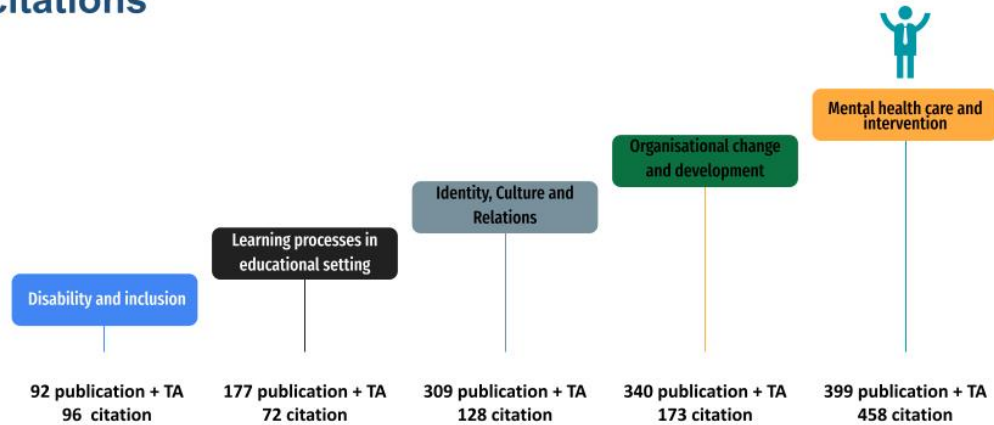 Citations
Mental health care and
intervention
Organisational change
and development
Identity, Culture and
Relations
Learning processes in
educational setting
Disability and inclusion
92 publication + TA
96 citation
177 publication + TA
72 citation
309 publication + TA
128 citation
340 publication + TA
173 citation
399 publication + TA
458 citation